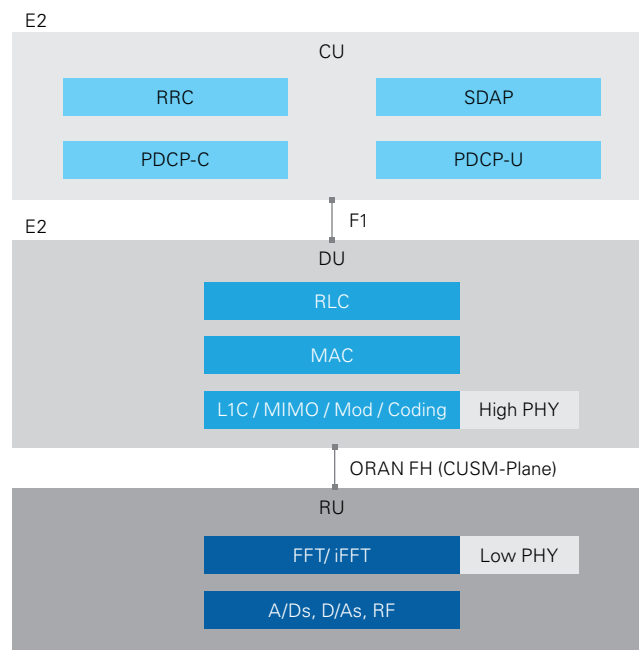 E2
CU
RRC
SDAP
PDCP-C
PDCP-U
F1
E2
DU
RLC
MAC
L1C / MIMO / Mod / Coding
High PHY
ORAN FH (CUSM-Plane)
RU
FFT/ iFFT
Low PHY
A/Ds, D/As, RF